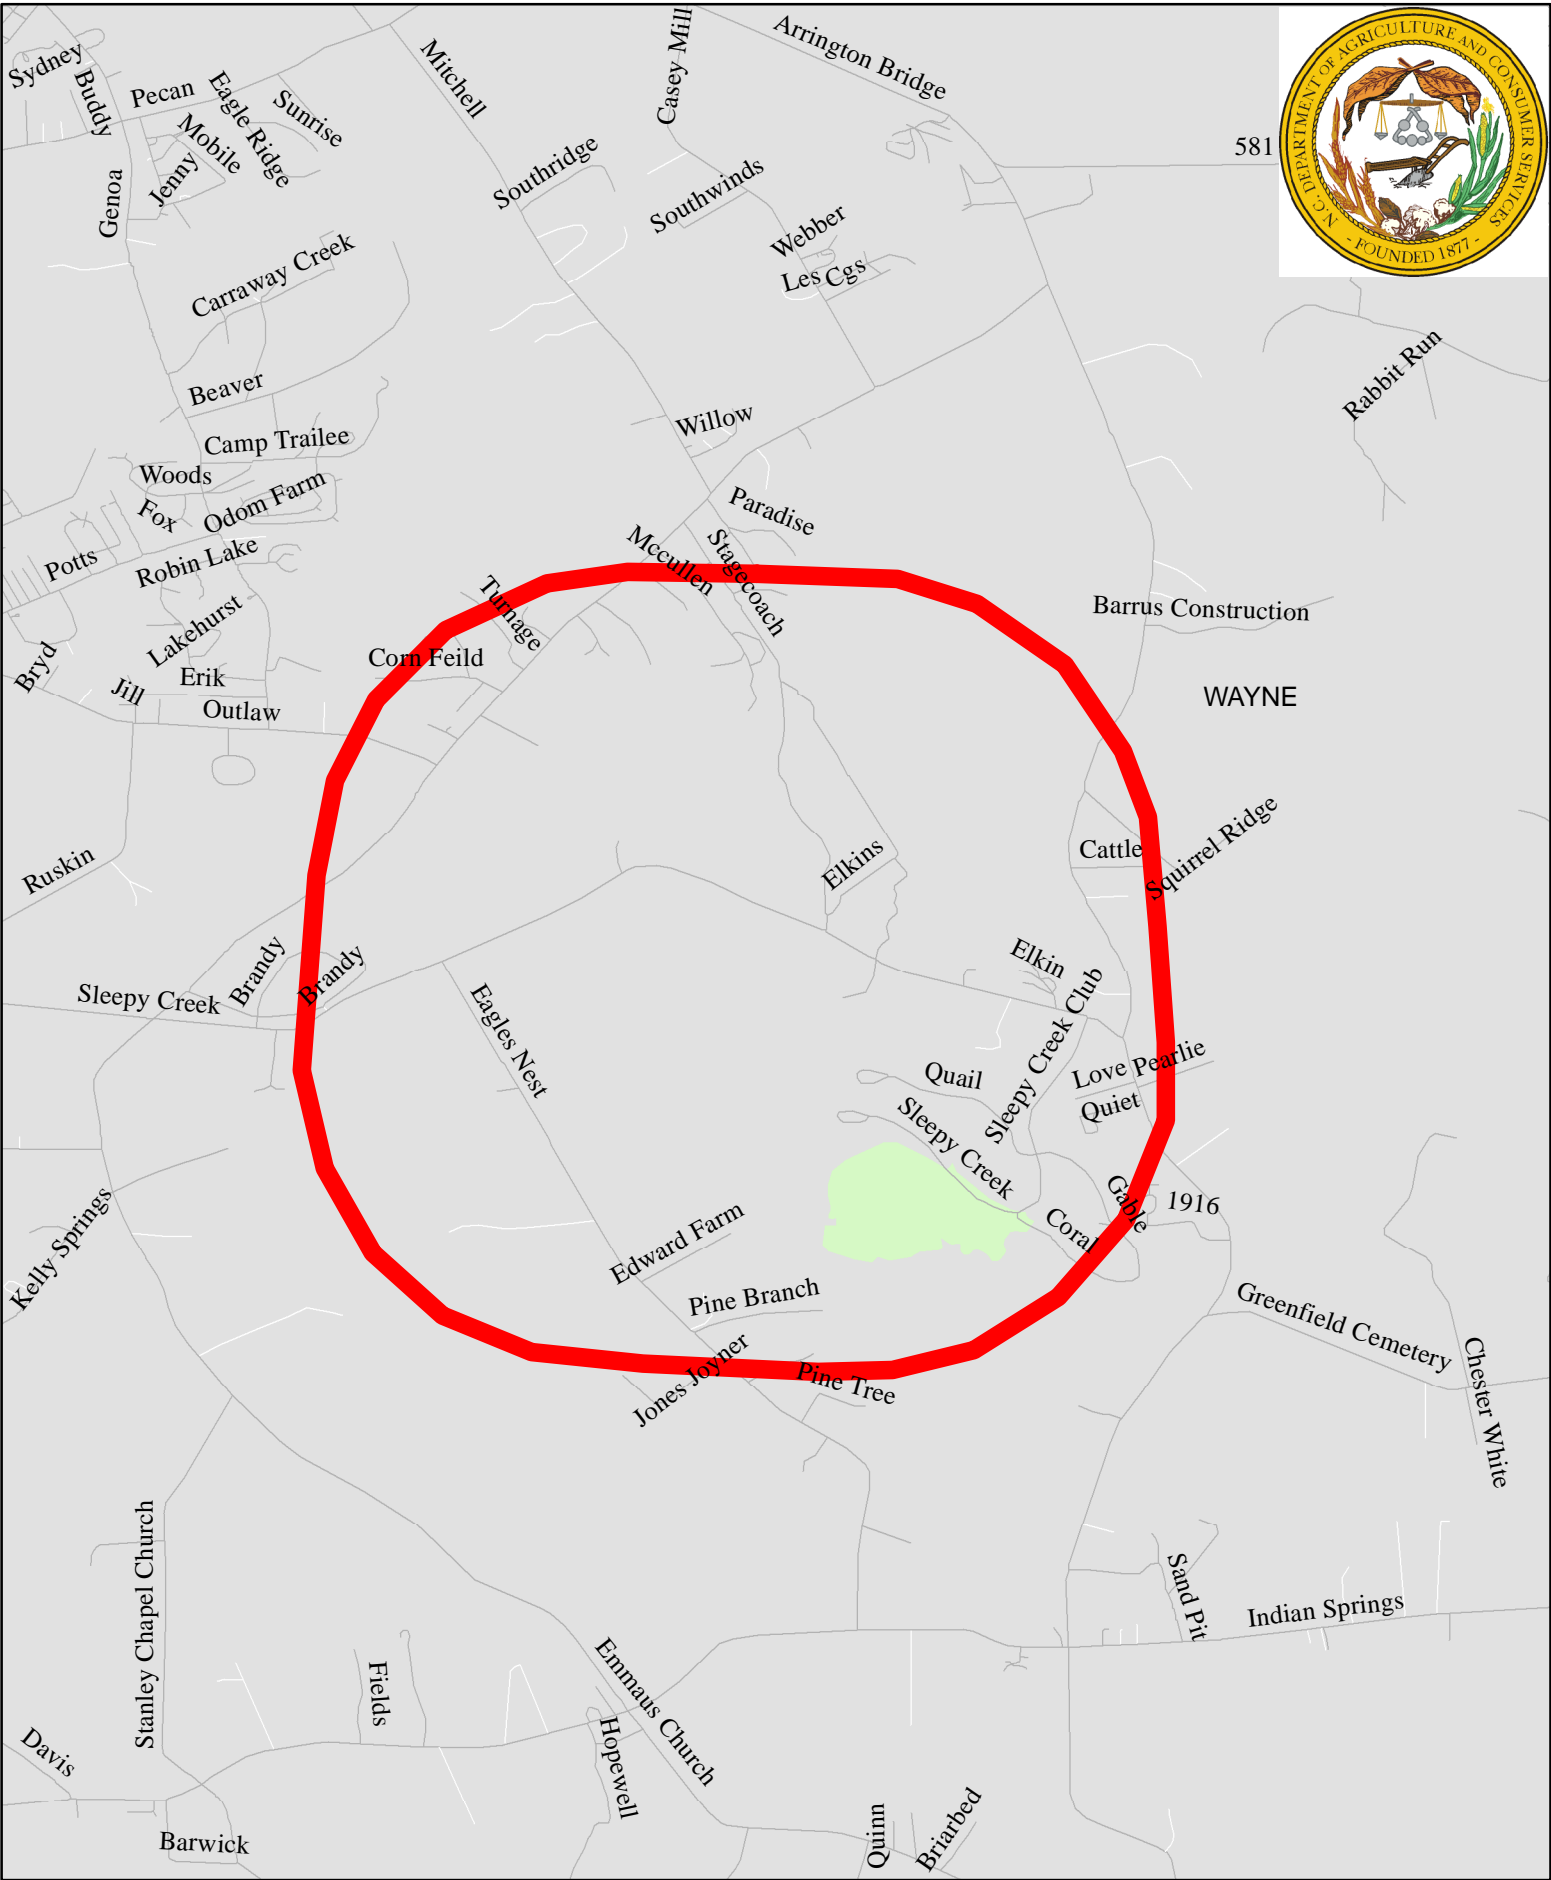 Sydney
Buddy
Pecan
Eagle Ridge
Sunrise
Mobile
Jenny
Genoa
Mitchell
Casey Mill
Arrington Bridge
581
N.C. DEPARTMENT OF AGRICULTURE AND CONSUMER SERVICES
- FOUNDED 1877 -
Southridge
Southwinds
Webber
Les
Cgs
Carraway Creek
Beaver
Rabbit Run
Willow
Camp Trailee
Woods
Odom Farm
Fox
Paradise
Mccullen
Stagecoach
Potts
Robin Lake
Turnage
Barrus Construction
Lakehurst
Bryd
Corn Feild
Erik
Jill
Outlaw
WAYNE
Ruskin
Elkins
Cattle
Squirrel Ridge
Brandy
Brandy
Sleepy Creek
Elkin
Eagles Nest
Sleepy Creek Club
Love
Pearlie
Quail
Quiet
Sleepy Creek
Gable
1916
Coral
Kelly Springs
Edward Farm
Pine Branch
Greenfield Cemetery
Jones Joyner
Pine Tree
Chester White
Stanley Chapel Church
Sand Pit
Indian Springs
Fields
Emmaus Church
Hopewell
Davis
Barwick
Quinn
Briarbed